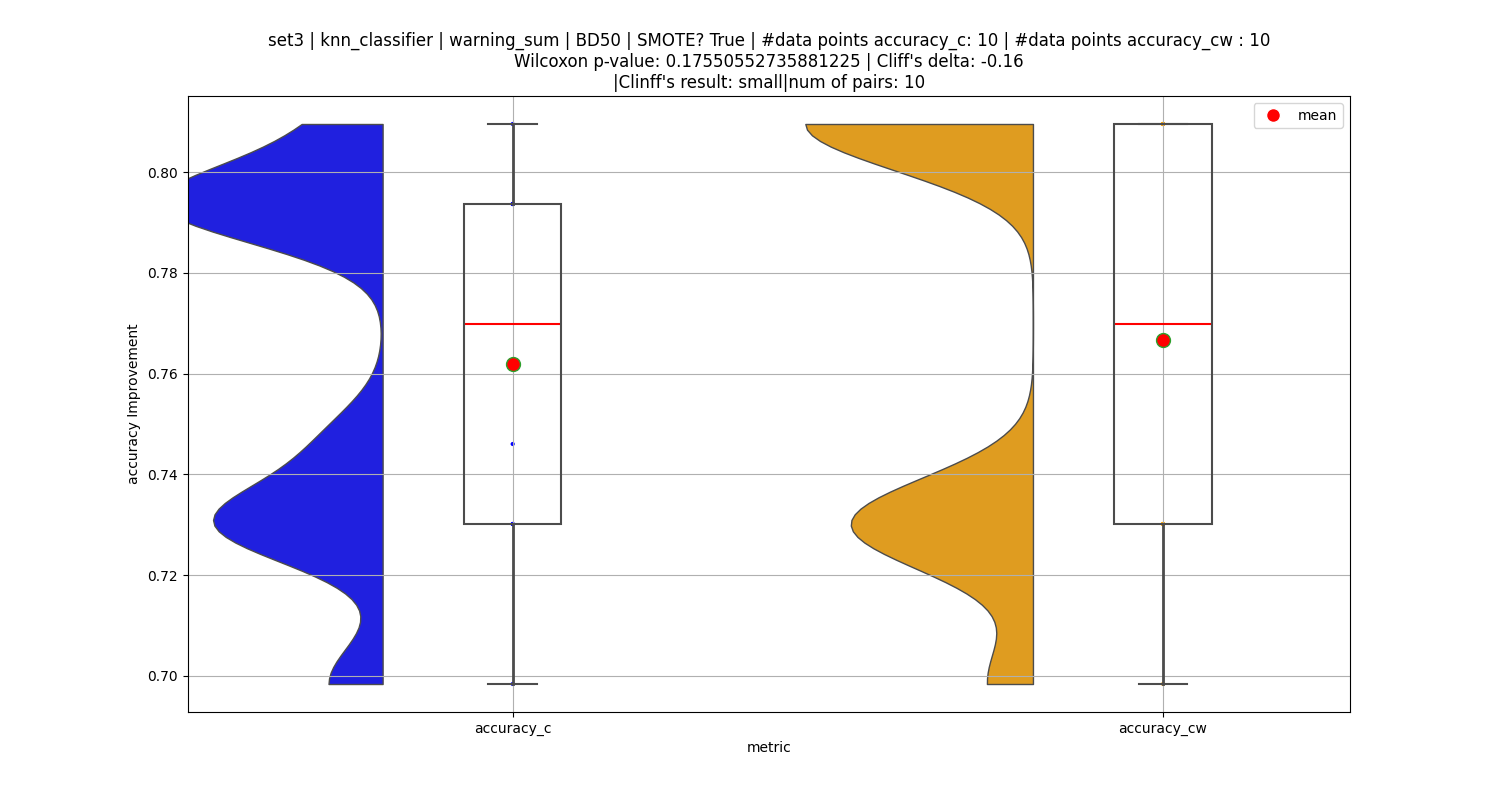 set3 | knn_classifier | warning_sum | BD50 | SMOTE? True | #data points accuracy_c: 10 | #data points accuracy_cw : 10
Wilcoxon p-value: 0.17550552735881225 | Cliff's delta: -0.16
|Clinff's result: small|num of pairs: 10
mean
0.80
0.78
0.76
0.74
0.72
0.70
accuracy Improvement
accuracy_c
accuracy_cw
metric